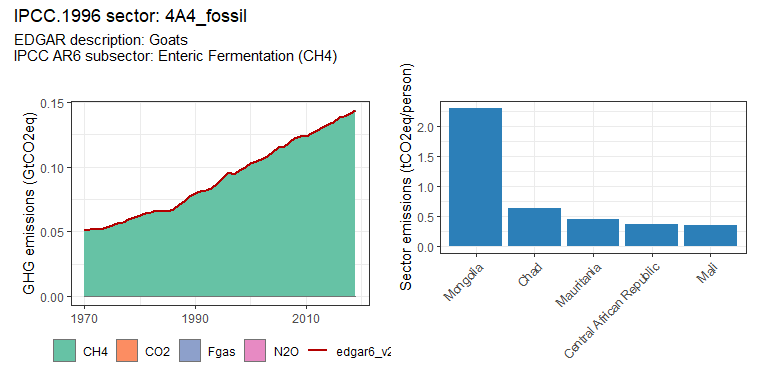 IPCC.1996 sector: 4A4_fossil
EDGAR description: Goats
IPCC AR6 subsector: Enteric Fermentation (CH4)
GHG emissions (GtCO2eq)
0.15
0.10
0.05
0.00
1970
1990
2010
CH4
CO2
Fgas
N2O
edgar6_v2
Sector emissions (tCO2eq/person)
2.0
1.5
1.0
0.5
0.0
Mongolia
Chad
Mauritania
Central African Republic
Mali